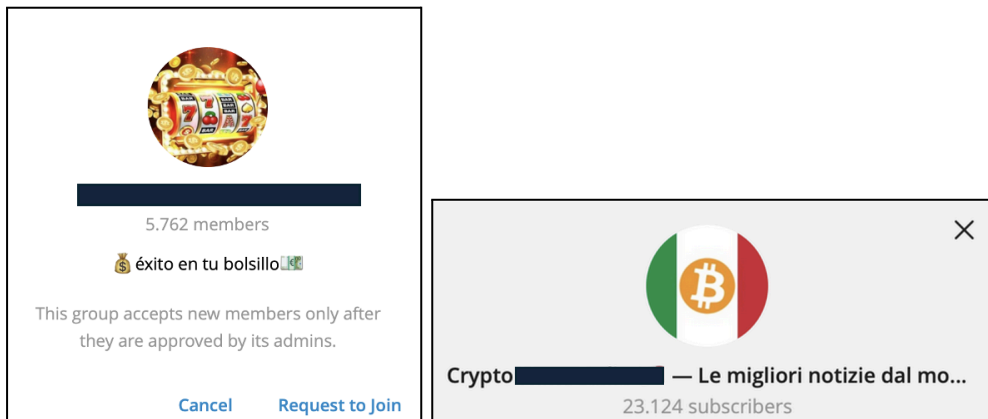 5.762 members
💰 éxito en tu bolsillo💵
This group accepts new members only after
they are approved by its admins.
Cancel Request to Join
Crypto — Le migliori notizie dal mo...
23.124 subscribers